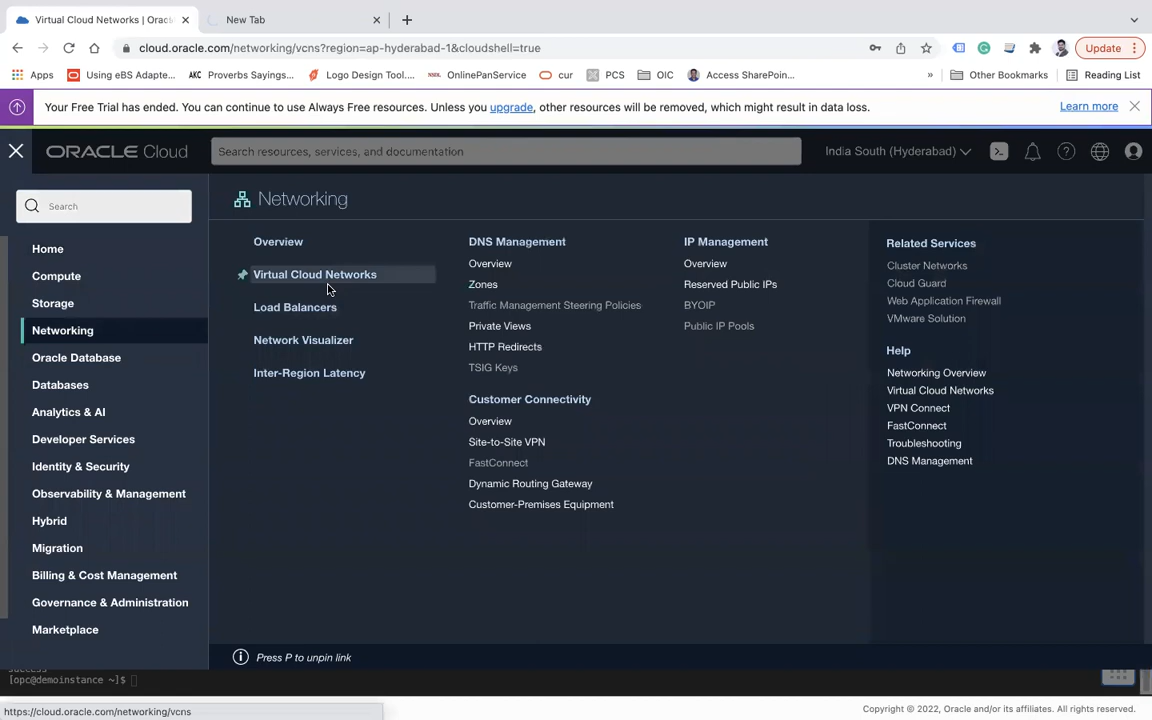 Virtual Cloud Networks | Oracl
New Tab
cloud.oracle.com/networking/vcns?region=ap-hyderabad-1&cloudshell=true
Update
Apps
Using eBS Adapte...
AKC Proverbs Sayings...
Logo Design Tool....
OnlinePanService
cur
PCS
OIC
Access SharePoin...
»
Other Bookmarks
Reading List
Your Free Trial has ended. You can continue to use Always Free resources. Unless you upgrade, other resources will be removed, which might result in data loss.
Learn more
ORACLE Cloud
Search resources, services, and documentation
India South (Hyderabad)
Search
Home
Compute
Storage
Networking
Oracle Database
Databases
Analytics & AI
Developer Services
Identity & Security
Observability & Management
Hybrid
Migration
Billing & Cost Management
Governance & Administration
Marketplace
Networking
Overview
Virtual Cloud Networks
Load Balancers
Network Visualizer
Inter-Region Latency
DNS Management
Overview
Zones
Traffic Management Steering Policies
Private Views
HTTP Redirects
TSIG Keys
Customer Connectivity
Overview
Site-to-Site VPN
FastConnect
Dynamic Routing Gateway
Customer-Premises Equipment
IP Management
Overview
Reserved Public IPs
BYOIP
Public IP Pools
Related Services
Cluster Networks
Cloud Guard
Web Application Firewall
VMware Solution
Help
Networking Overview
Virtual Cloud Networks
VPN Connect
FastConnect
Troubleshooting
DNS Management
Press P to unpin link
success
[opc@demoinstance ~]$
https://cloud.oracle.com/networking/vcns
Copyright © 2022, Oracle and/or its affiliates. All rights reserved.